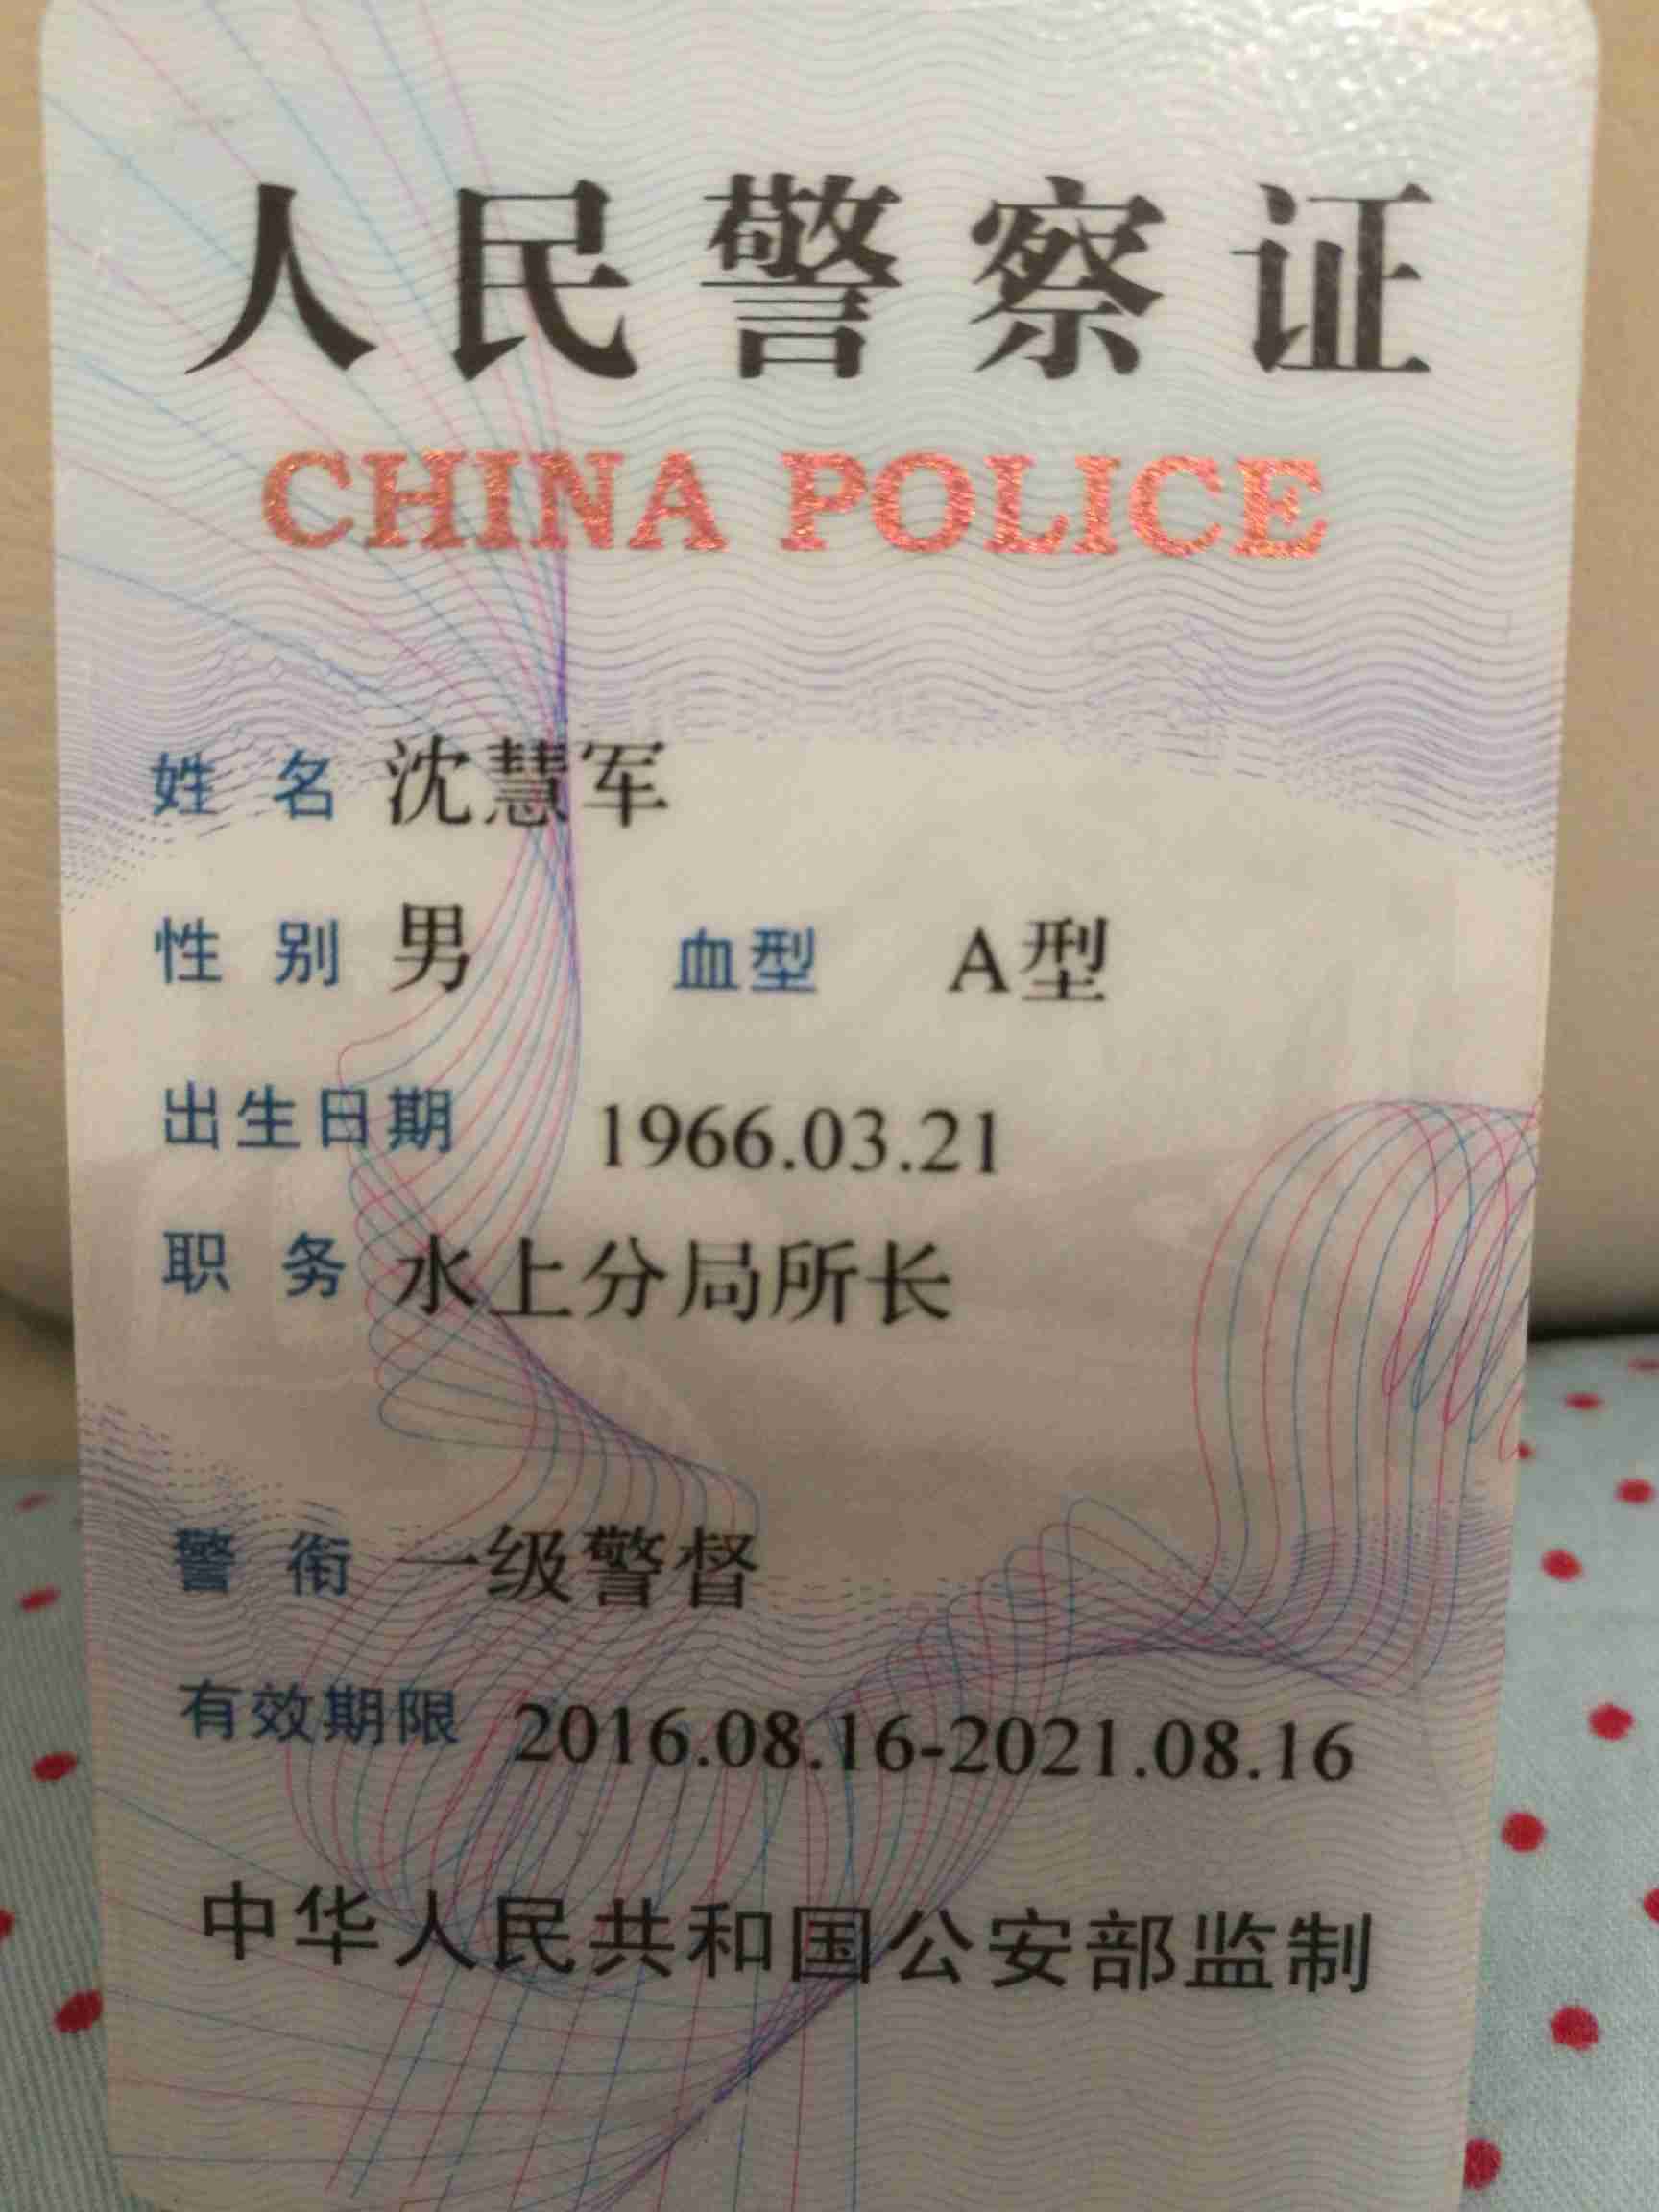 人民警察证
CHINA POLICE
姓 名 沈慧军
性 别 男 血型 A型
出生日期 1966.03.21
职 务 水上分局所长
警 衔 一级警督
有效期限 2016.08.16-2021.08.16
中华人民共和国公安部监制